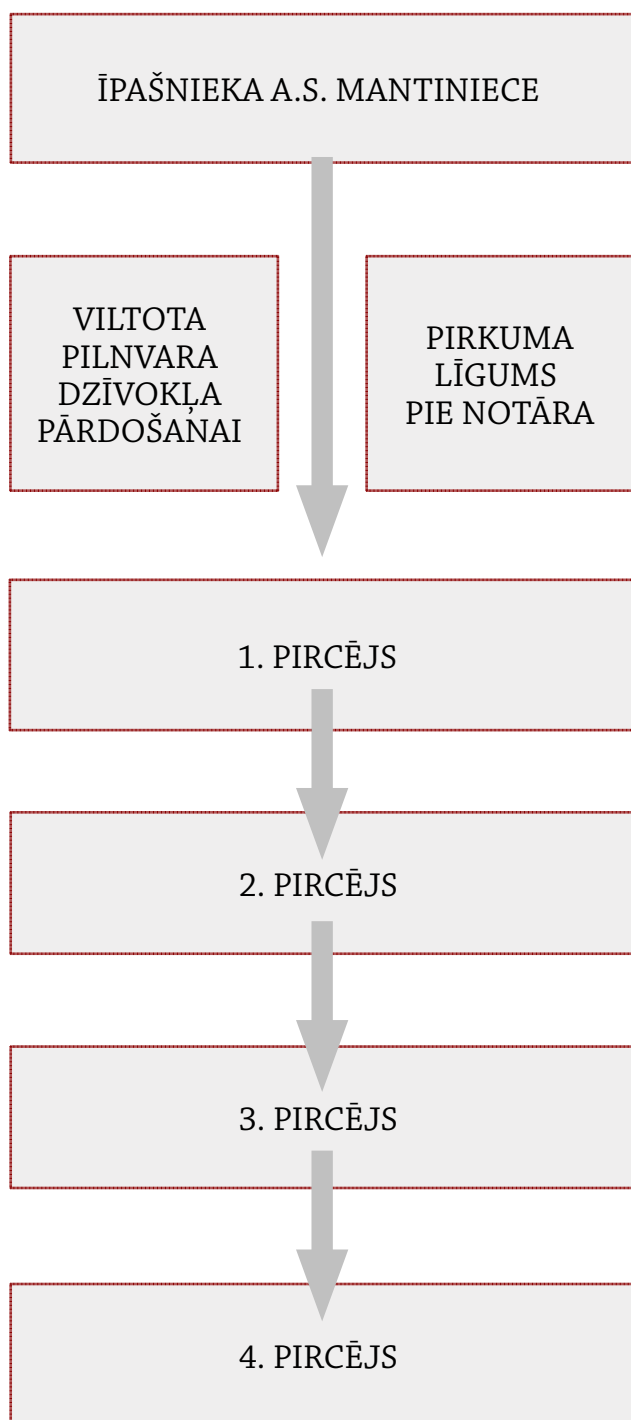 ĪPAŠNIEKA A.S. MANTINIECE
VILTOTA
PILNVARA
DZĪVOKĻA
PĀRDOŠANAI
PIRKUMA
LĪGUMS
PIE NOTĀRA
1. PIRCĒJS
2. PIRCĒJS
3. PIRCĒJS
4. PIRCĒJS